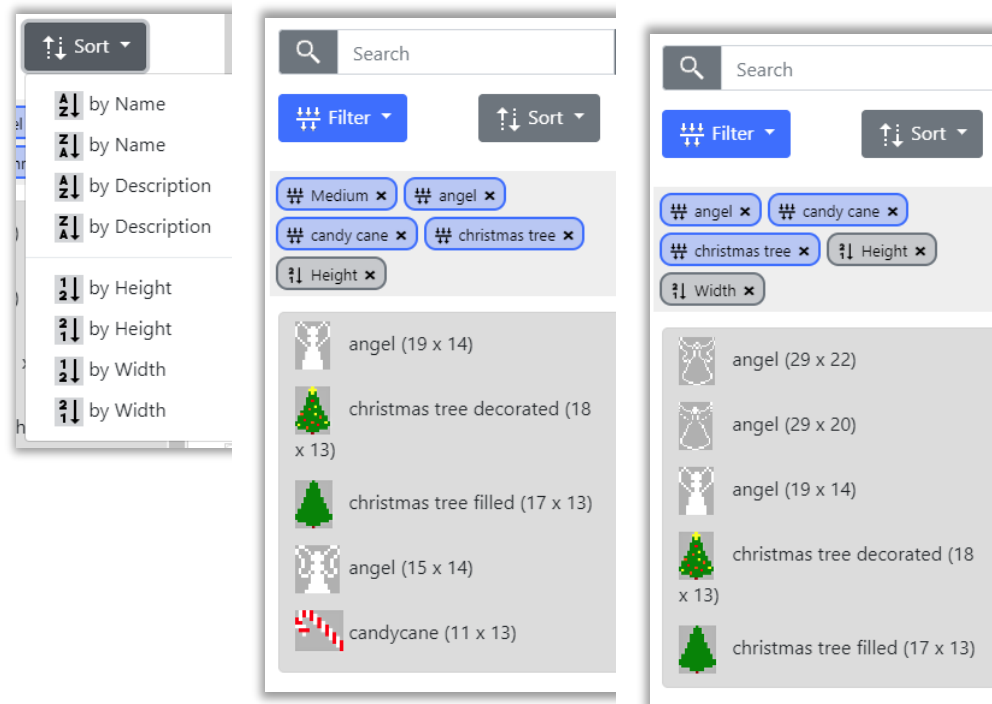 Sort
by Name
by Name
by Description
by Description
by Height
by Height
by Width
by Width
Search
Filter
Sort
Medium
angel
candy cane
christmas tree
Height
angel (19 x 14)
christmas tree decorated (18
x 13)
christmas tree filled (17 x 13)
angel (15 x 14)
candycane (11 x 13)
Search
Filter
Sort
angel
candy cane
christmas tree
Height
Width
angel (29 x 22)
angel (29 x 20)
angel (19 x 14)
christmas tree decorated (18
x 13)
christmas tree filled (17 x 13)